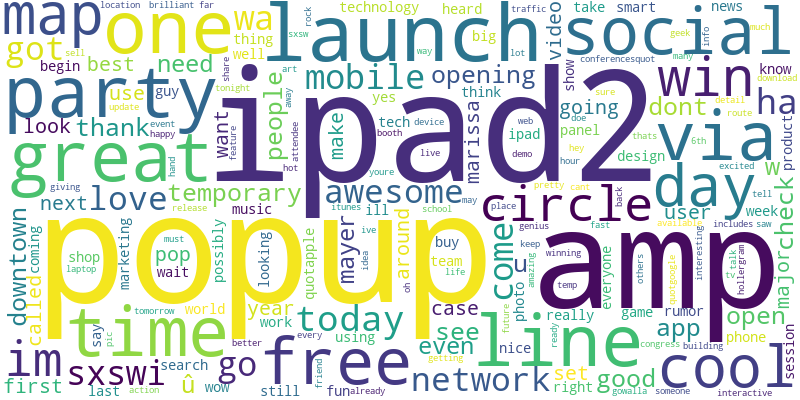 location brilliant far
map
one
wa
launch
rock
sxsw
technology
heard
big
lot
way
traffic
video
social
take
smart
news
geek
info
much
many
sell
got
thing
well
begin
best
need
use
guy
update
share
art
away
mobile
yes
opening
think
conferencesquot
show
win
know
download
party
tonight
people
ipad2
sure
dont
ha
look
thank
event
happy
want
feature
make
tech
booth
device
ipad
web
demo
going
panel
doe
hey
hour
thats
detail
route
6th
product
great
hand
hot
attendee
youre
live
marissa
design
via
w
excited
giving
next
love
temporary
awesome
itunes
may
circle
pretty
cant
back
day
user
week
tell
check
release
music
ill
school
place
genius
fast
available
includes
saw
downtown
coming
popup
marketing
shop
laptop
pop
must
wait
possibly
looking
quotapple
mayer
ive
idea
around
oh
buy
team
life
come
keep
winning
amazing
u
photo
temp
amp
everyone
others
quotgoogle
interesting
talk
hollergram
major
called
tomorrow
world
year
case
future
really
game
rumor
open
time
say
pic
work
today
using
see
line
ready
congress
app
phone
building
session
im
search
better
every
go
free
even
getting
nice
set
cool
first
sxswi
û
wow
network
right
good
last
action
still
friend
fun
already
gowalla
someone
interactive